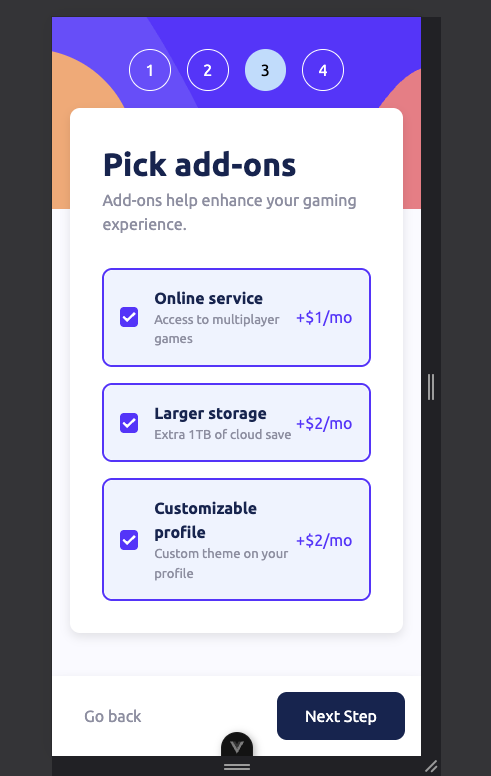 1 2 3 4
Pick add-ons
Add-ons help enhance your gaming
experience.
Online service
Access to multiplayer
games
+$1/mo
Larger storage
Extra 1TB of cloud save
+$2/mo
Customizable
profile
Custom theme on your
profile
+$2/mo
Go back
Next Step